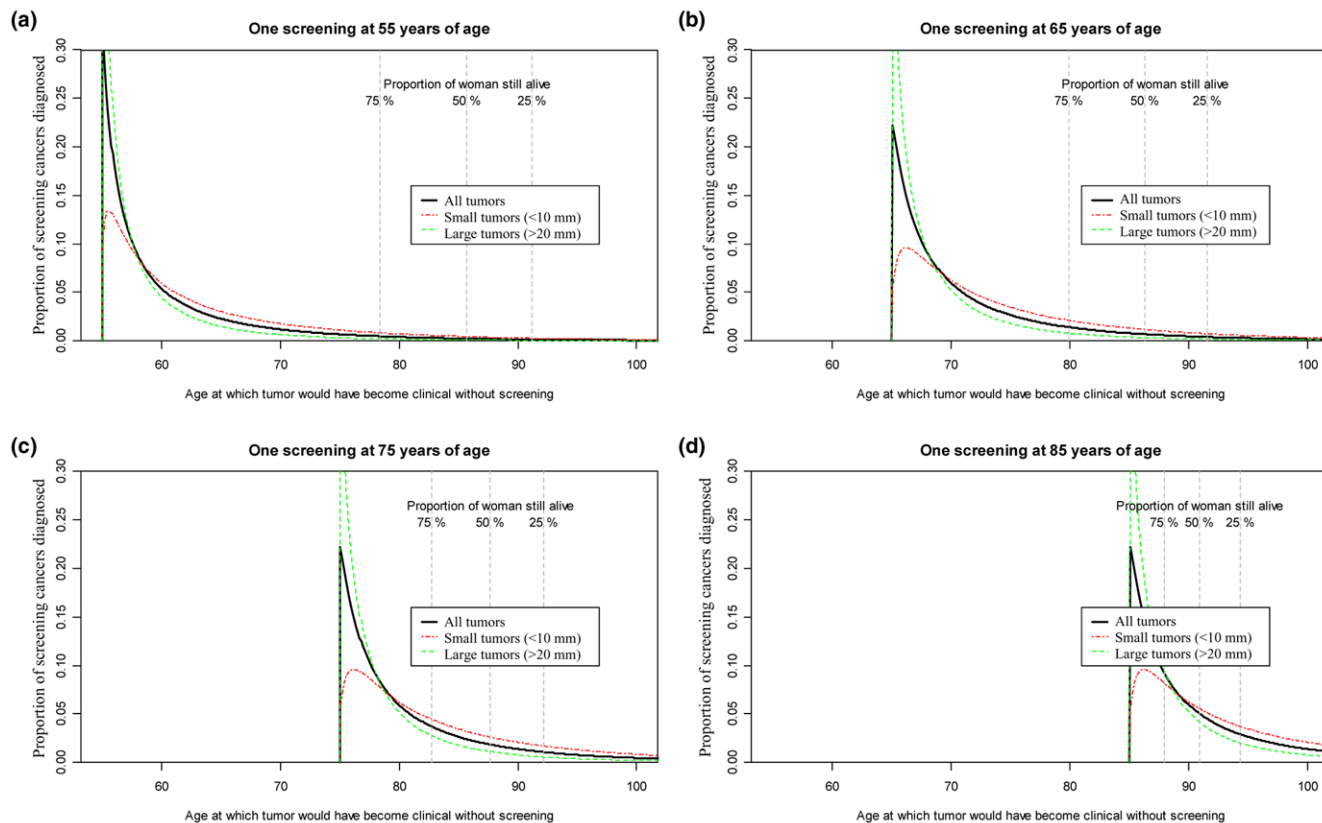 (a)
One screening at 55 years of age
Proportion of screening cancers diagnosed
0.00 0.05 0.10 0.15 0.20 0.25 0.30
Proportion of woman still alive
75 % 50 % 25 %
All tumors
Small tumors (<10 mm)
Large tumors (>20 mm)
60 70 80 90 100
Age at which tumor would have become clinical without screening
(b)
One screening at 65 years of age
Proportion of screening cancers diagnosed
0.00 0.05 0.10 0.15 0.20 0.25 0.30
Proportion of woman still alive
75 % 50 % 25 %
All tumors
Small tumors (<10 mm)
Large tumors (>20 mm)
60 70 80 90 100
Age at which tumor would have become clinical without screening
(c)
One screening at 75 years of age
Proportion of screening cancers diagnosed
0.00 0.05 0.10 0.15 0.20 0.25 0.30
Proportion of woman still alive
75 % 50 % 25 %
All tumors
Small tumors (<10 mm)
Large tumors (>20 mm)
60 70 80 90 100
Age at which tumor would have become clinical without screening
(d)
One screening at 85 years of age
Proportion of screening cancers diagnosed
0.00 0.05 0.10 0.15 0.20 0.25 0.30
Proportion of woman still alive
75 % 50 % 25 %
All tumors
Small tumors (<10 mm)
Large tumors (>20 mm)
60 70 80 90 100
Age at which tumor would have become clinical without screening